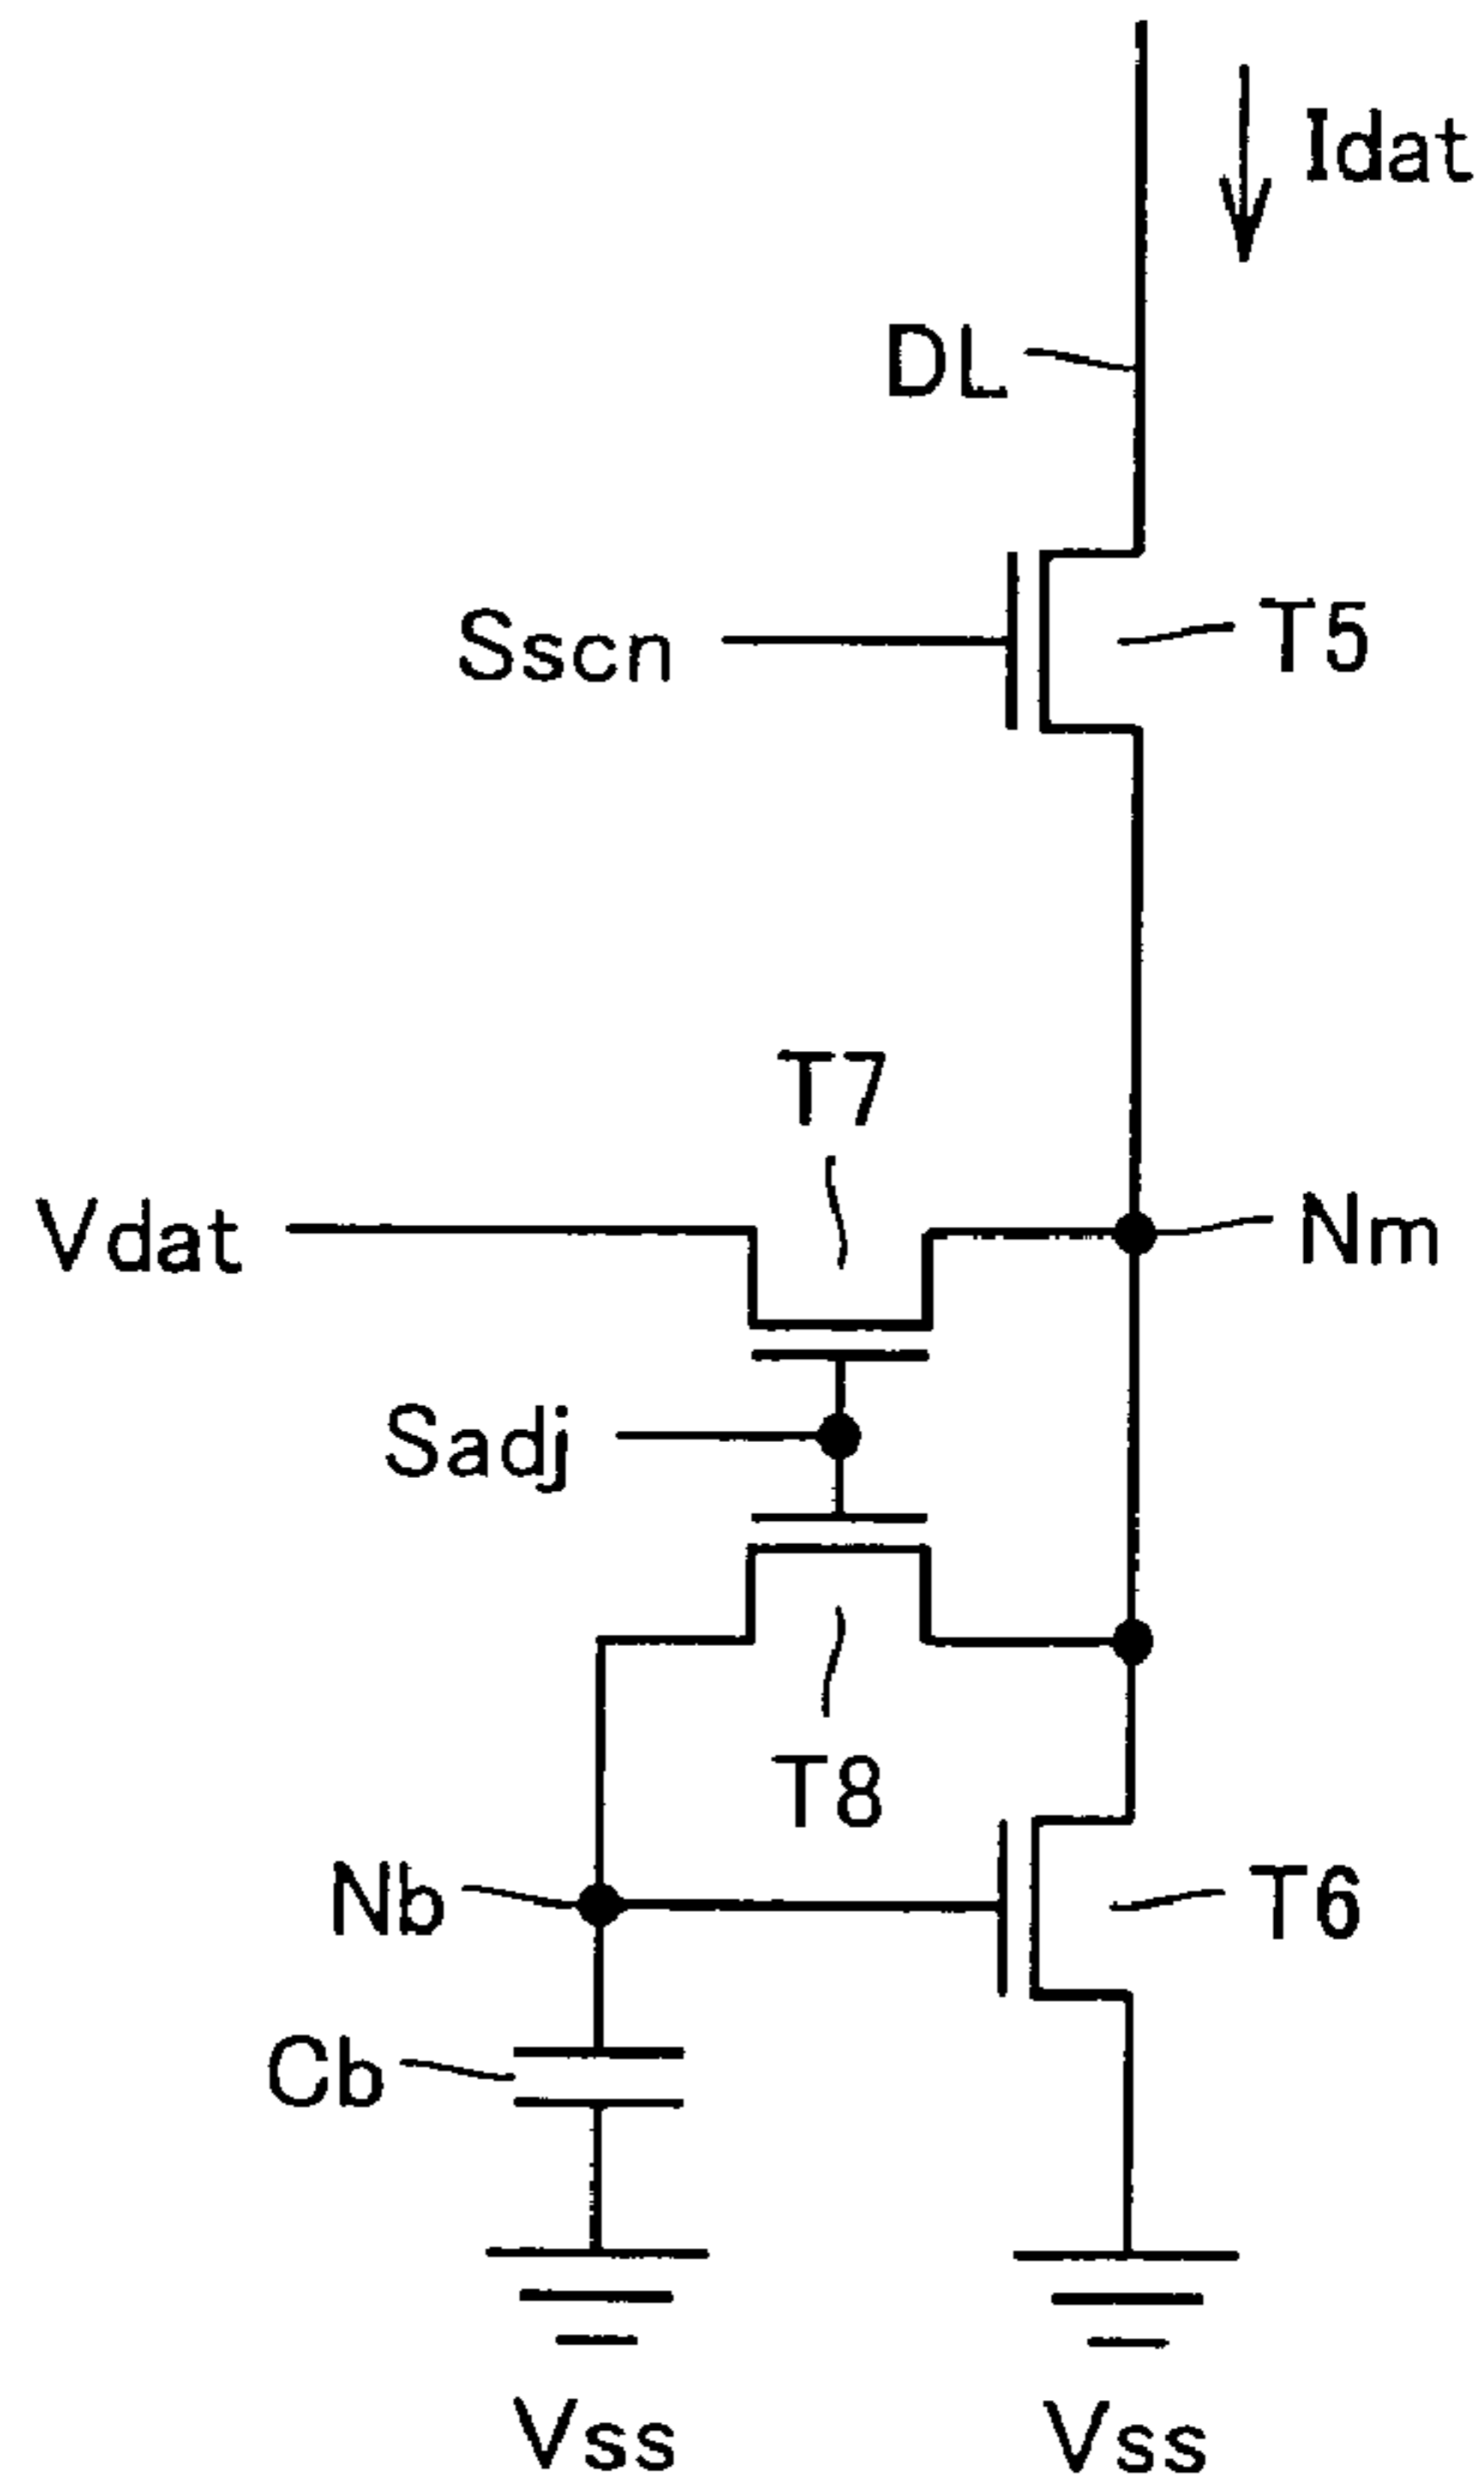 Idat
DL
Sscn
T5
T7
Vdat
Nm
Sadj
T8
Nb
T6
Cb
Vss
Vss